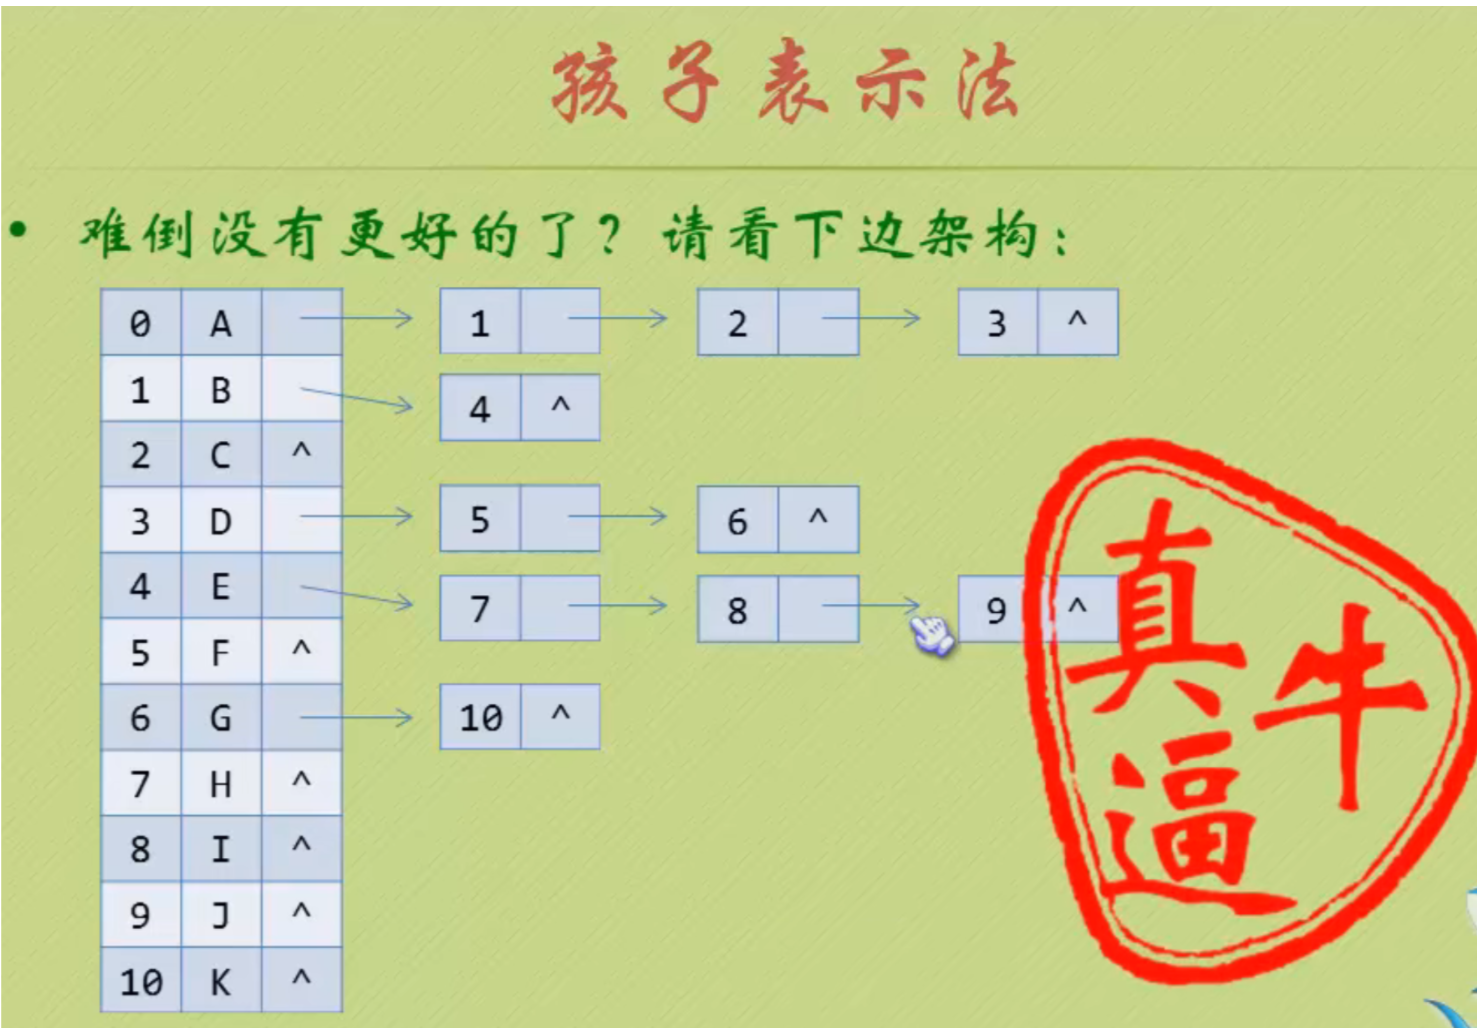 孩子表示法
• 难倒没有更好的了？请看下边架构：
0 A 1 2 3 ^
1 B 4 ^
2 C ^
3 D 5 6 ^
4 E 7 8 9 ^
5 F ^
6 G 10 ^
7 H ^
8 I ^
9 J ^
10 K ^
真牛
逼